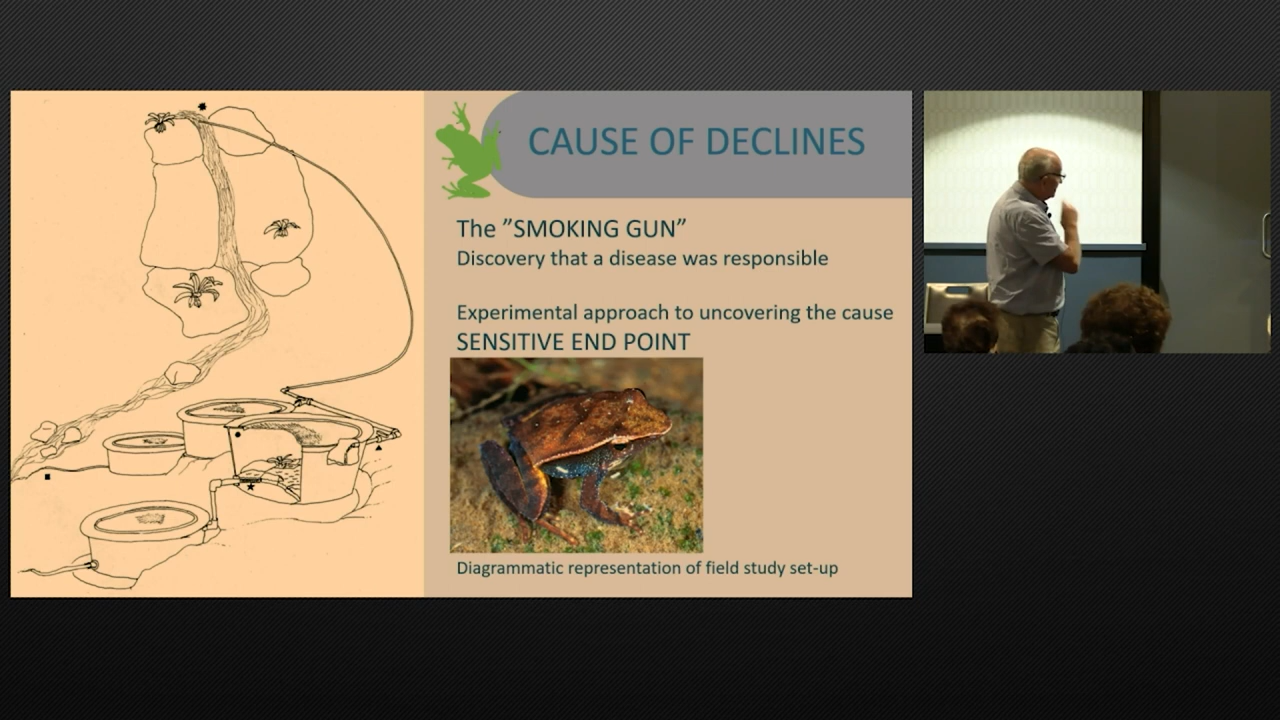 CAUSE OF DECLINES
The ”SMOKING GUN”
Discovery that a disease was responsible
Experimental approach to uncovering the cause
SENSITIVE END POINT
Diagrammatic representation of field study set-up